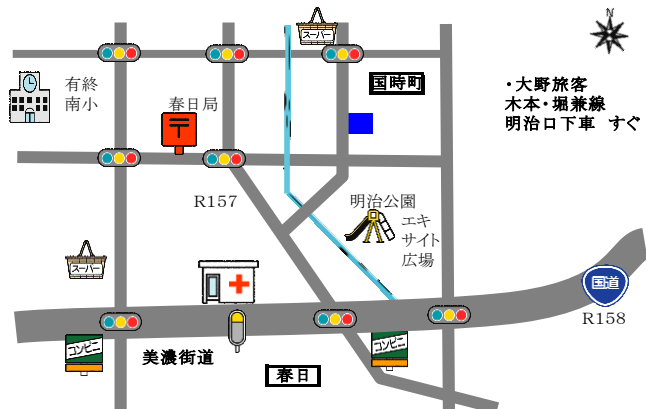 N
スーパー
国時町
有終
南小
春日局
・大野旅客
木本・堀兼線
明治口下車 すぐ
R157
明治公園
エキ
サイト
広場
スーパー
国道
R158
コンビニ
コンビニ
美濃街道
春日